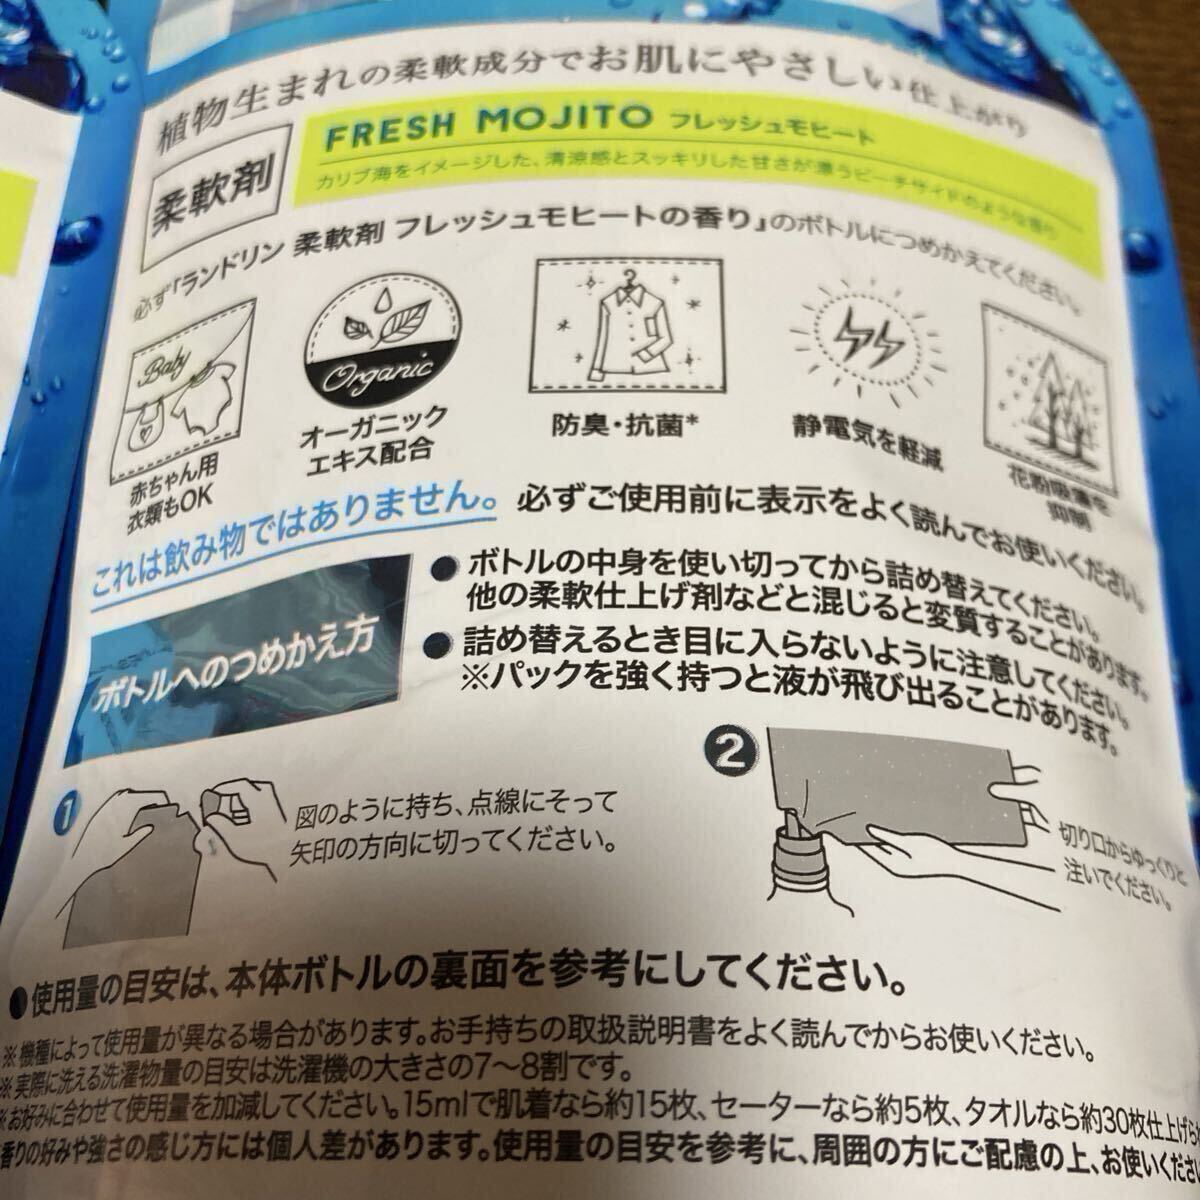 植物生まれの柔軟成分でお肌にやさしい仕上がり
柔軟剤
FRESH MOJITO フレッシュモヒート
カリブ海をイメージした、清涼感とスッキリした甘さが漂うビーチサイドのような香り
必ず「ランドリン 柔軟剤 フレッシュモヒートの香り」のボトルにつめかえてください。
Baby
赤ちゃん用
衣類もOK
Organic
オーガニック
エキス配合
防臭・抗菌*
静電気を軽減
花粉吸着を
抑制
これは飲み物ではありません。
必ずご使用前に表示をよく読んでお使いください。
ボトルへのつめかえ方
●ボトルの中身を使い切ってから詰め替えてください。
他の柔軟仕上げ剤などと混じると変質することがあります。
●詰め替えるとき目に入らないように注意してください。
※パックを強く持つと液が飛び出ることがあります。
1
図のように持ち、点線にそって
矢印の方向に切ってください。
2
切り口からゆっくりと
注いでください。
●使用量の目安は、本体ボトルの裏面を参考にしてください。
※機種によって使用量が異なる場合があります。お手持ちの取扱説明書をよく読んでからお使いください。
※実際に洗える洗濯物量の目安は洗濯機の大きさの7〜8割です。
※お好みに合わせて使用量を加減してください。15mlで肌着なら約15枚、セーターなら約5枚、タオルなら約30枚仕上げられ
香りの好みや強さの感じ方には個人差があります。使用量の目安を参考に、周囲の方にご配慮の上、お使いくださ